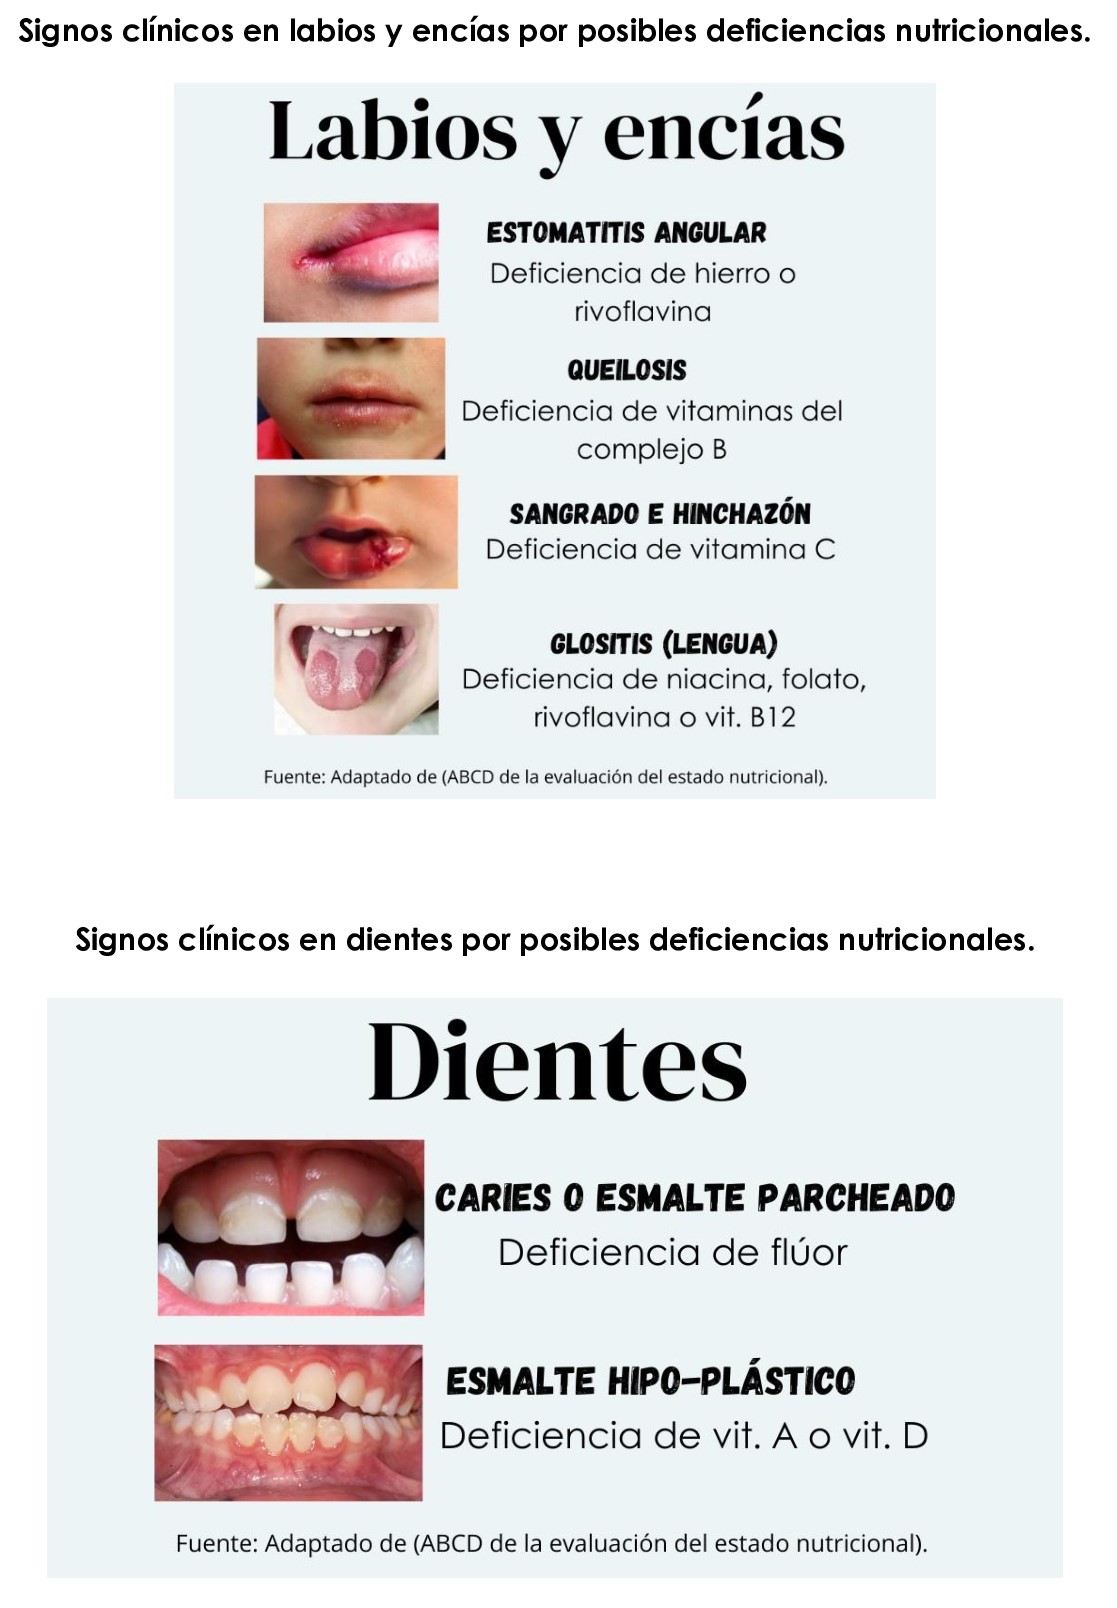 Signos clínicos en labios y encías por posibles deficiencias nutricionales.
Labios y encías
ESTOMATITIS ANGULAR
Deficiencia de hierro o
rivoflavina
QUEILOSIS
Deficiencia de vitaminas del
complejo B
SANGRADO E HINCHAZÓN
Deficiencia de vitamina C
GLOSITIS (LENGUA)
Deficiencia de niacina, folato,
rivoflavina o vit. B12
Fuente: Adaptado de (ABCD de la evaluación del estado nutricional).
Signos clínicos en dientes por posibles deficiencias nutricionales.
Dientes
CARIES O ESMALTE PARCHEADO
Deficiencia de flúor
ESMALTE HIPO-PLÁSTICO
Deficiencia de vit. A o vit. D
Fuente: Adaptado de (ABCD de la evaluación del estado nutricional).